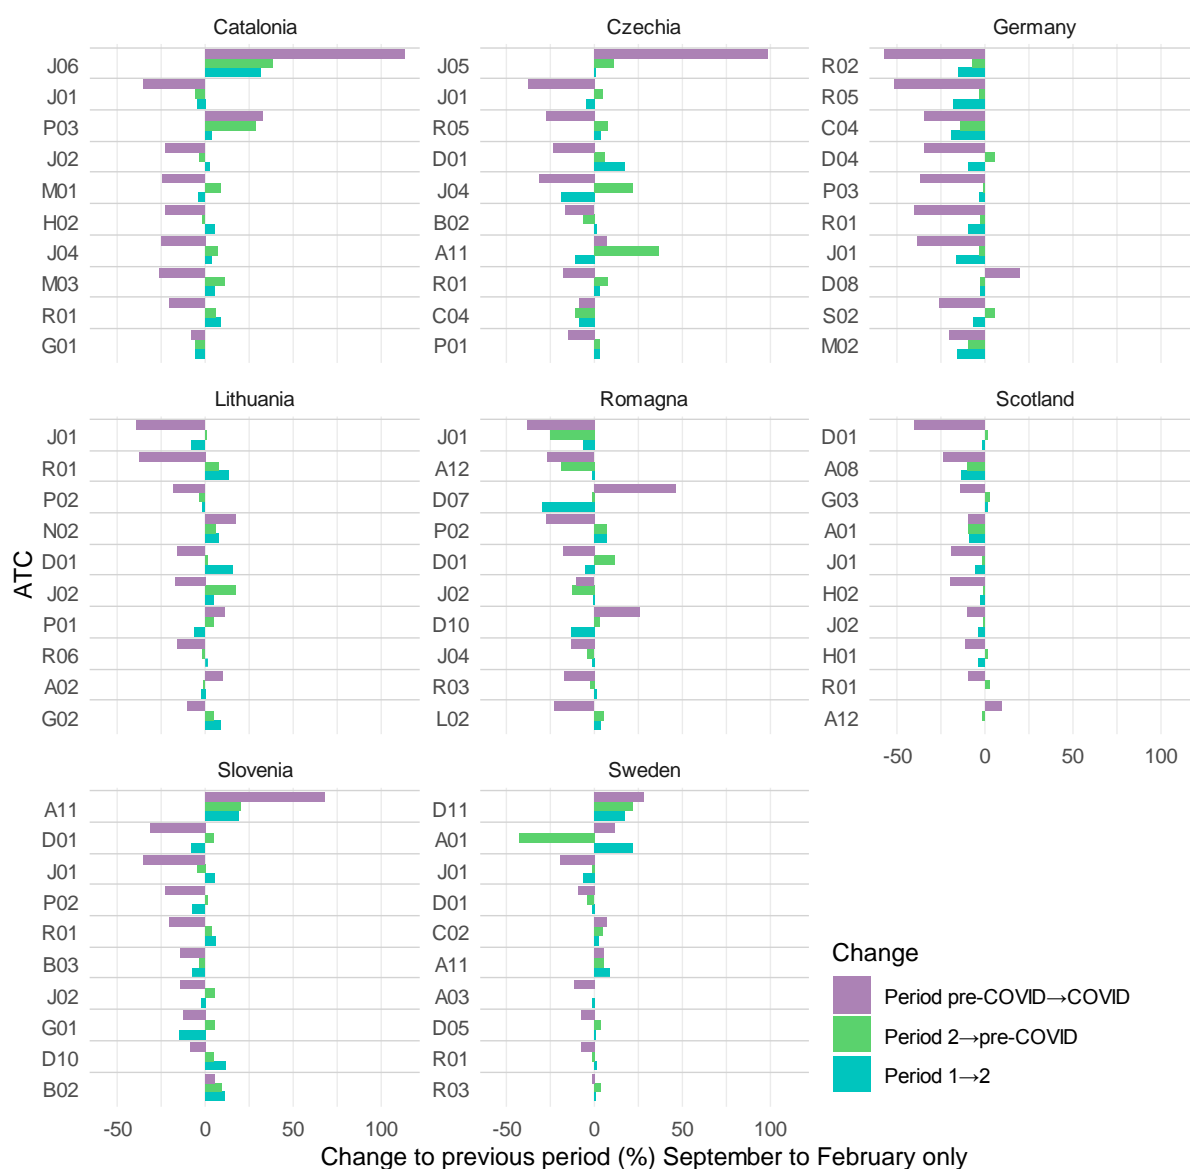 Catalonia
Czechia
Germany
J06
J01
P03
J02
M01
H02
J04
M03
R01
G01
J05
J01
R05
D01
J04
B02
A11
R01
C04
P01
R02
R05
C04
D04
P03
R01
J01
D08
S02
M02
Lithuania
Romagna
Scotland
ATC
J01
R01
P02
N02
D01
J02
P01
R06
A02
G02
J01
A12
D07
P02
D01
J02
D10
J04
R03
L02
D01
A08
G03
A01
J01
H02
J02
H01
R01
A12
-50 0 50 100
Slovenia
Sweden
A11
D01
J01
P02
R01
B03
J02
G01
D10
B02
D11
A01
J01
D01
C02
A11
A03
D05
R01
R03
Change
Period pre-COVID→COVID
Period 2→pre-COVID
Period 1→2
-50 0 50 100
-50 0 50 100
Change to previous period (%) September to February only